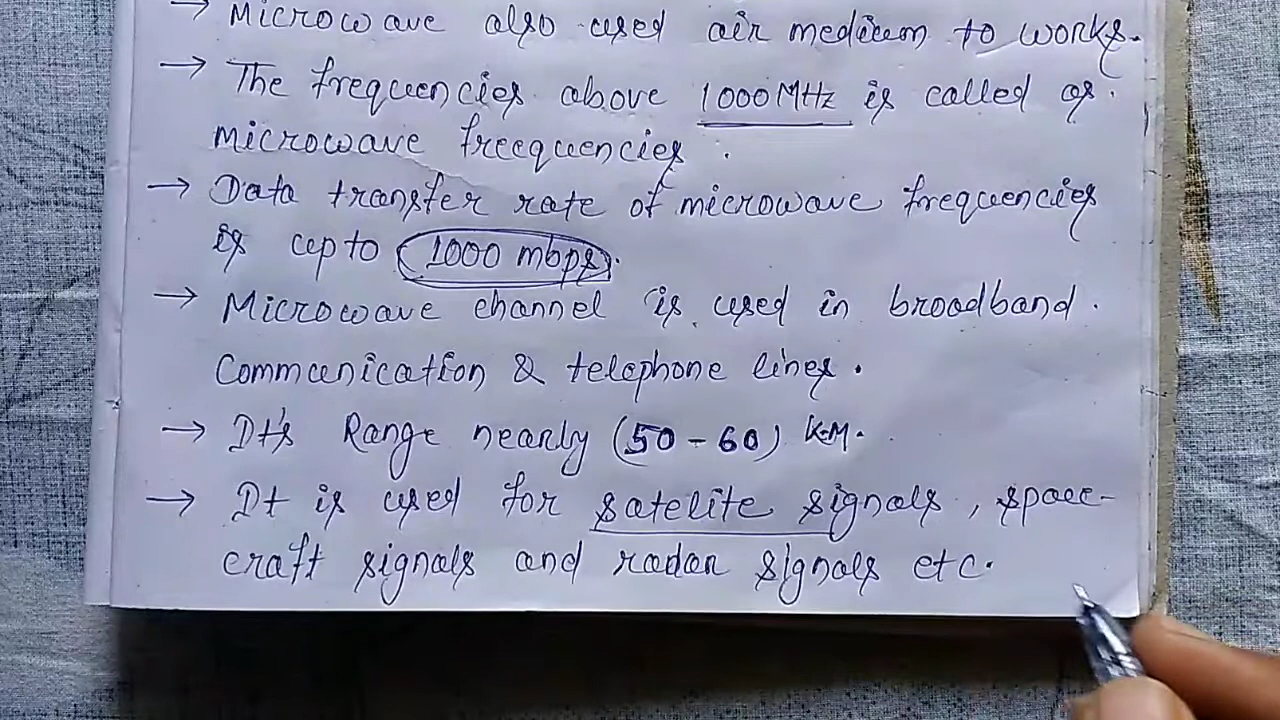 → Microwave also used air medium to works.
→ The frequencies above 1000 MHz is called as
microwave freequencies.
→ Data transfer rate of microwave frequencies
is upto 1000 mbps.
→ Microwave channel is used in broadband
Communication & telephone lines.
→ It's Range nearly (50 - 60) K.M.
→ It is used for satelite signals, space-
craft signals and radar signals etc.